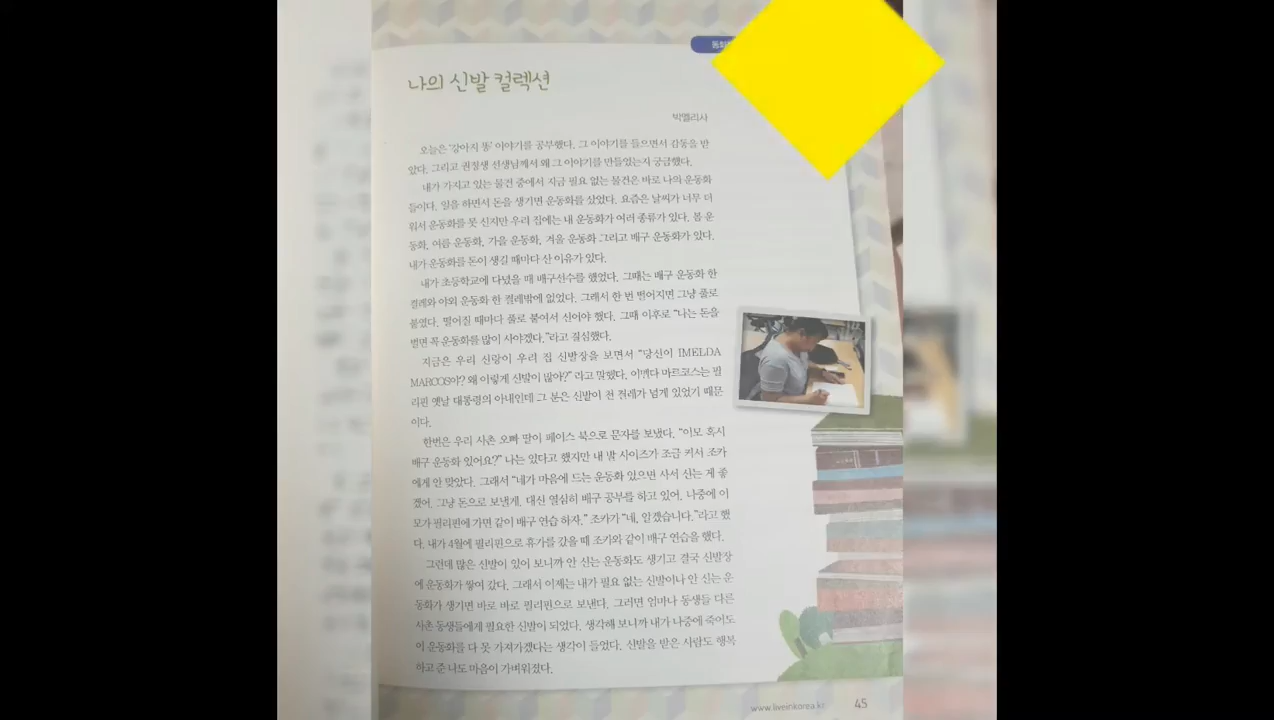 동화
나의 신발 컬렉션
박멜리사
오늘은 '강아지 똥' 이야기를 공부했다. 그 이야기를 들으면서 감동을 받
았다. 그리고 권정생 선생님께서 왜 그 이야기를 만들었는지 궁금했다.
내가 가지고 있는 물건 중에서 지금 필요 없는 물건은 바로 나의 운동화
들이다. 일을 하면서 돈을 생기면 운동화를 샀었다. 요즘은 날씨가 너무 더
워서 운동화를 못 신지만 우리 집에는 내 운동화가 여러 종류가 있다. 봄 운
동화, 여름 운동화, 가을 운동화, 겨울 운동화 그리고 배구 운동화가 있다.
내가 운동화를 돈이 생길 때마다 산 이유가 있다.
내가 초등학교에 다녔을 때 배구선수를 했었다. 그때는 배구 운동화 한
켤레와 야외 운동화 한 켤레밖에 없었다. 그래서 한 번 벌어지면 그냥 풀로
붙였다. 떨어질 때마다 풀로 붙여서 신어야 했다. 그때 이후로 "나는 돈을
벌면 꼭 운동화를 많이 사야겠다."라고 결심했다.
지금은 우리 신랑이 우리 집 신발장을 보면서 "당신이 IMELDA
MARCOS야? 왜 이렇게 신발이 많아?" 라고 말했다. 이멜다 마르코스는 필
리핀 옛날 대통령의 아내인데 그 분은 신발이 천 켤레가 넘게 있었기 때문
이다.
한번은 우리 사촌 오빠 딸이 페이스 북으로 문자를 보냈다. "이모 혹시
배구 운동화 있어요?" 나는 있다고 했지만 내 발 사이즈가 조금 커서 조카
에게 안 맞았다. 그래서 "네가 마음에 드는 운동화 있으면 사서 신는 게 좋
겠어. 그냥 돈으로 보낼게. 대신 열심히 배구 공부를 하고 있어. 나중에 이
모가 필리핀에 가면 같이 배구 연습 하자." 조카가 "네, 알겠습니다."라고 했
다. 내가 4월에 필리핀으로 휴가를 갔을 때 조카와 같이 배구 연습을 했다.
그런데 많은 신발이 있어 보니까 안 신는 운동화도 생기고 결국 신발장
에 운동화가 쌓여 갔다. 그래서 이제는 내가 필요 없는 신발이나 안 신는 운
동화가 생기면 바로 바로 필리핀으로 보낸다. 그러면 엄마나 동생들 다른
사촌 동생들에게 필요한 신발이 되었다. 생각해 보니까 내가 나중에 죽어도
이 운동화를 다 못 가져가겠다는 생각이 들었다. 신발을 받은 사람도 행복
하고 준 나도 마음이 가벼워졌다.
www.liveinkorea.kr
45